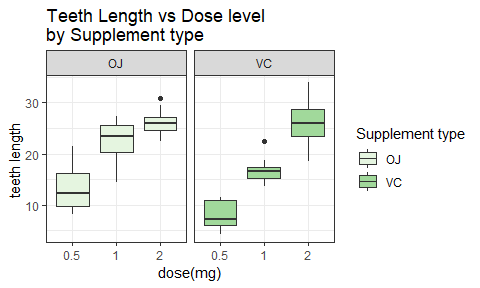 Teeth Length vs Dose level
by Supplement type
OJ VC
30
20
10
teeth length
0.5 1 2 0.5 1 2
dose(mg)
Supplement type
OJ
VC